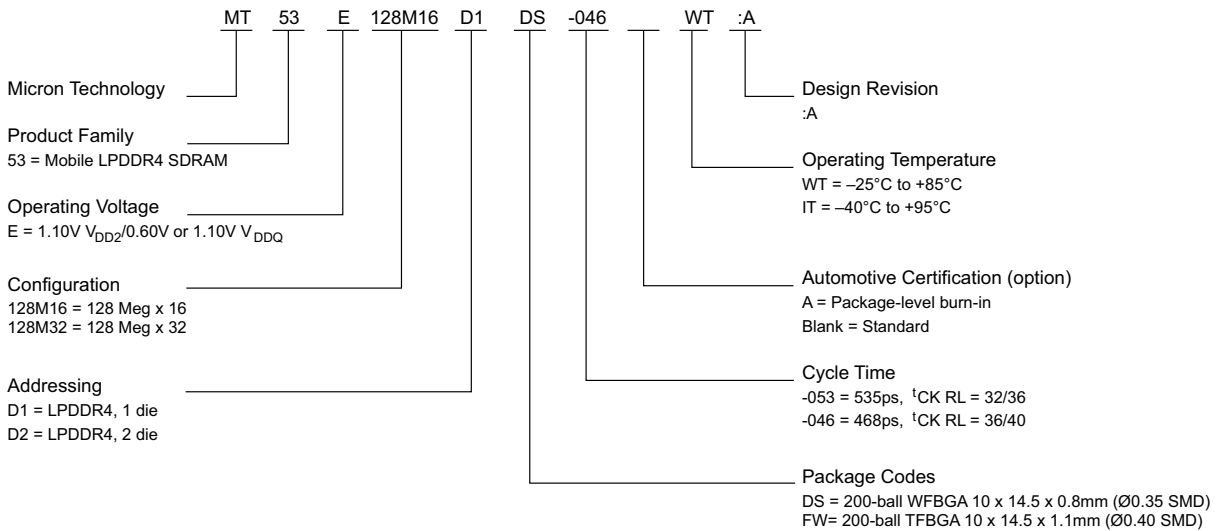 MT 53 E 128M16 D1 DS -046 WT :A
Micron Technology
Product Family
53 = Mobile LPDDR4 SDRAM
Operating Voltage
E = 1.10V VDD2/0.60V or 1.10V VDDQ
Configuration
128M16 = 128 Meg x 16
128M32 = 128 Meg x 32
Addressing
D1 = LPDDR4, 1 die
D2 = LPDDR4, 2 die
Design Revision
:A
Operating Temperature
WT = –25°C to +85°C
IT = –40°C to +95°C
Automotive Certification (option)
A = Package-level burn-in
Blank = Standard
Cycle Time
-053 = 535ps, tCK RL = 32/36
-046 = 468ps, tCK RL = 36/40
Package Codes
DS = 200-ball WFBGA 10 x 14.5 x 0.8mm (Ø0.35 SMD)
FW= 200-ball TFBGA 10 x 14.5 x 1.1mm (Ø0.40 SMD)